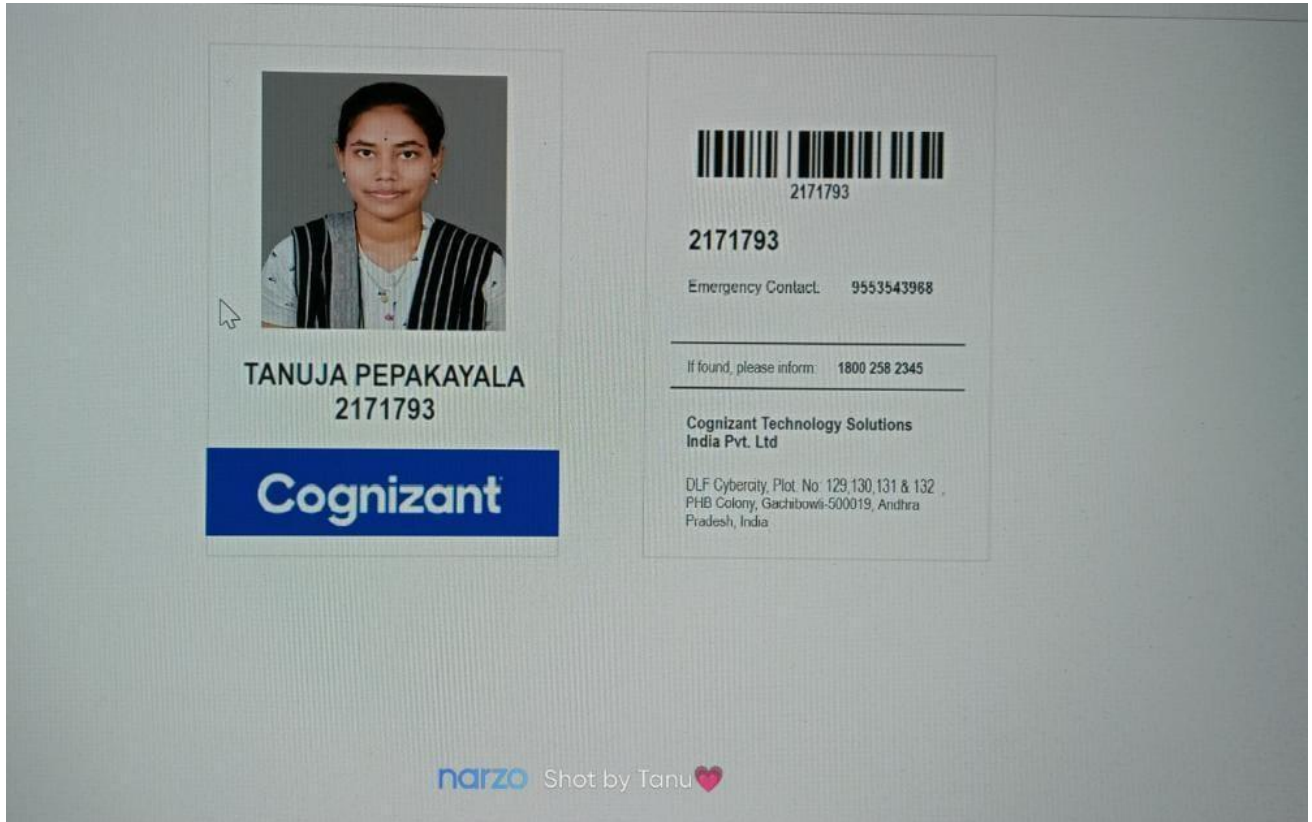 TANUJA PEPAKAYALA
2171793
Cognizant
2171793
2171793
Emergency Contact: 9553543968
If found, please inform: 1800 258 2345
Cognizant Technology Solutions
India Pvt. Ltd
DLF Cybercity, Plot. No: 129,130,131 & 132 ,
PHB Colony, Gachibowli-500019, Andhra
Pradesh, India
narzo Shot by Tanu💗